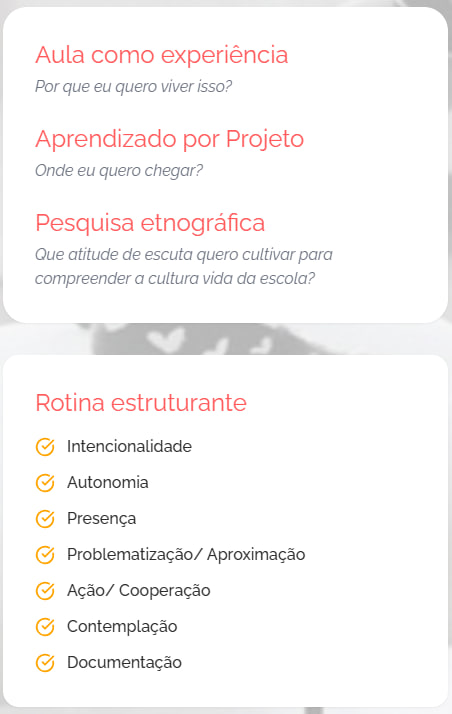 Aula como experiência
Por que eu quero viver isso?
Aprendizado por Projeto
Onde eu quero chegar?
Pesquisa etnográfica
Que atitude de escuta quero cultivar para
compreender a cultura vida da escola?
Rotina estruturante
Intencionalidade
Autonomia
Presença
Problematização/ Aproximação
Ação/ Cooperação
Contemplação
Documentação